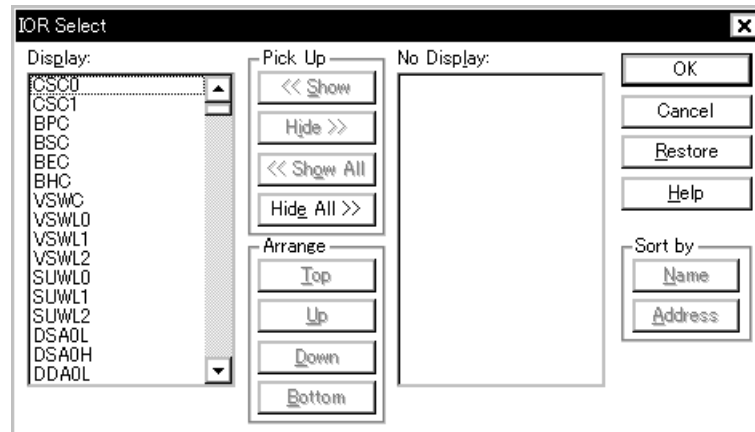 IOR Select
Display:
CSC0
CSC1
BPC
BSC
BEC
BHC
VSWC
VSWL0
VSWL1
VSWL2
SUWL0
SUWL1
SUWL2
DSA0L
DSA0H
DDA0L
Pick Up
<< Show
Hide >>
<< Show All
Hide All >>
Arrange
Top
Up
Down
Bottom
No Display:
OK
Cancel
Restore
Help
Sort by
Name
Address